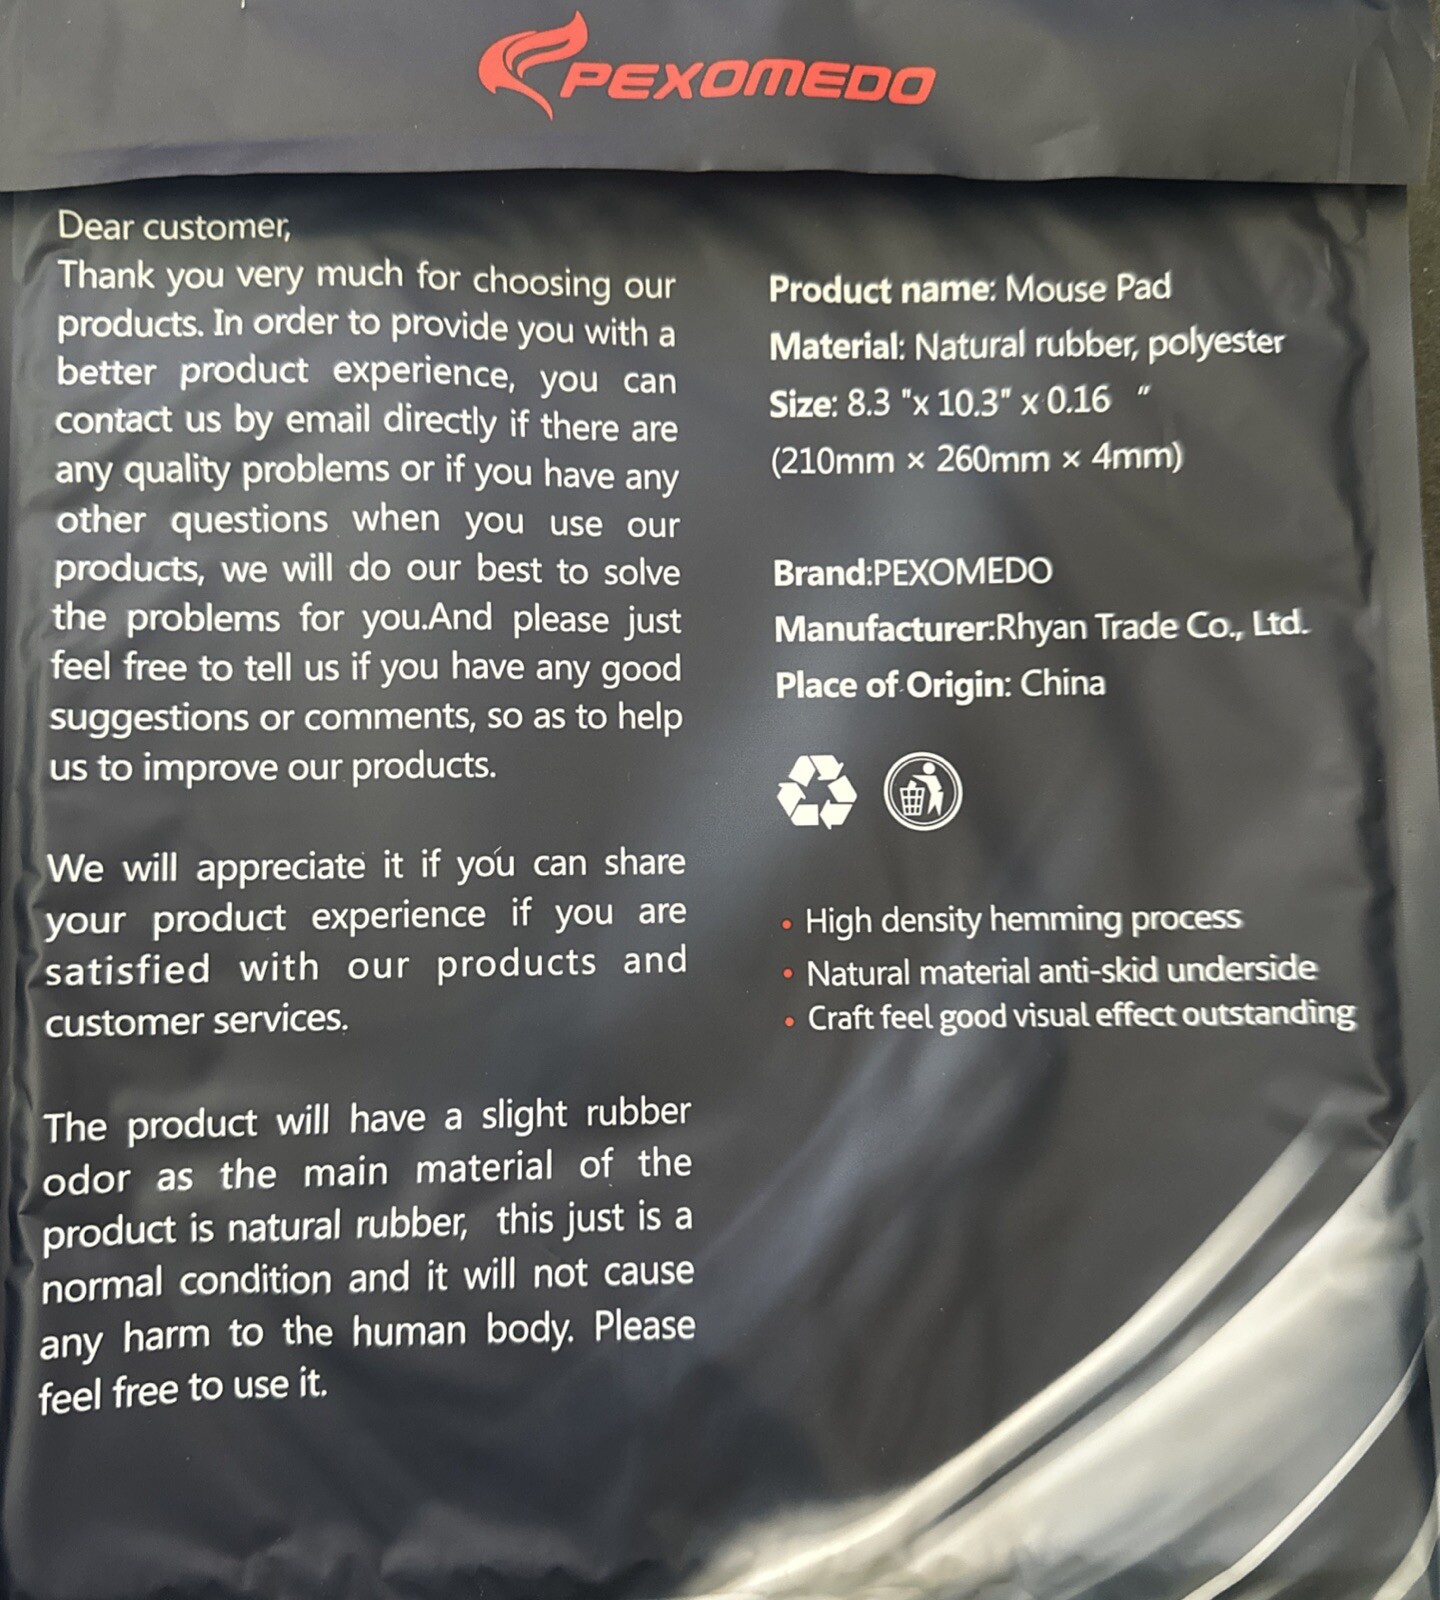 PEXOMEDO
Dear customer,
Thank you very much for choosing our
products. In order to provide you with a
better product experience, you can
contact us by email directly if there are
any quality problems or if you have any
other questions when you use our
products, we will do our best to solve
the problems for you.And please just
feel free to tell us if you have any good
suggestions or comments, so as to help
us to improve our products.
We will appreciate it if you can share
your product experience if you are
satisfied with our products and
customer services.
The product will have a slight rubber
odor as the main material of the
product is natural rubber, this just is a
normal condition and it will not cause
any harm to the human body. Please
feel free to use it.
Product name: Mouse Pad
Material: Natural rubber, polyester
Size: 8.3 "x 10.3" x 0.16 "
(210mm × 260mm × 4mm)
Brand:PEXOMEDO
Manufacturer:Rhyan Trade Co., Ltd.
Place of Origin: China
• High density hemming process
• Natural material anti-skid underside
• Craft feel good visual effect outstanding